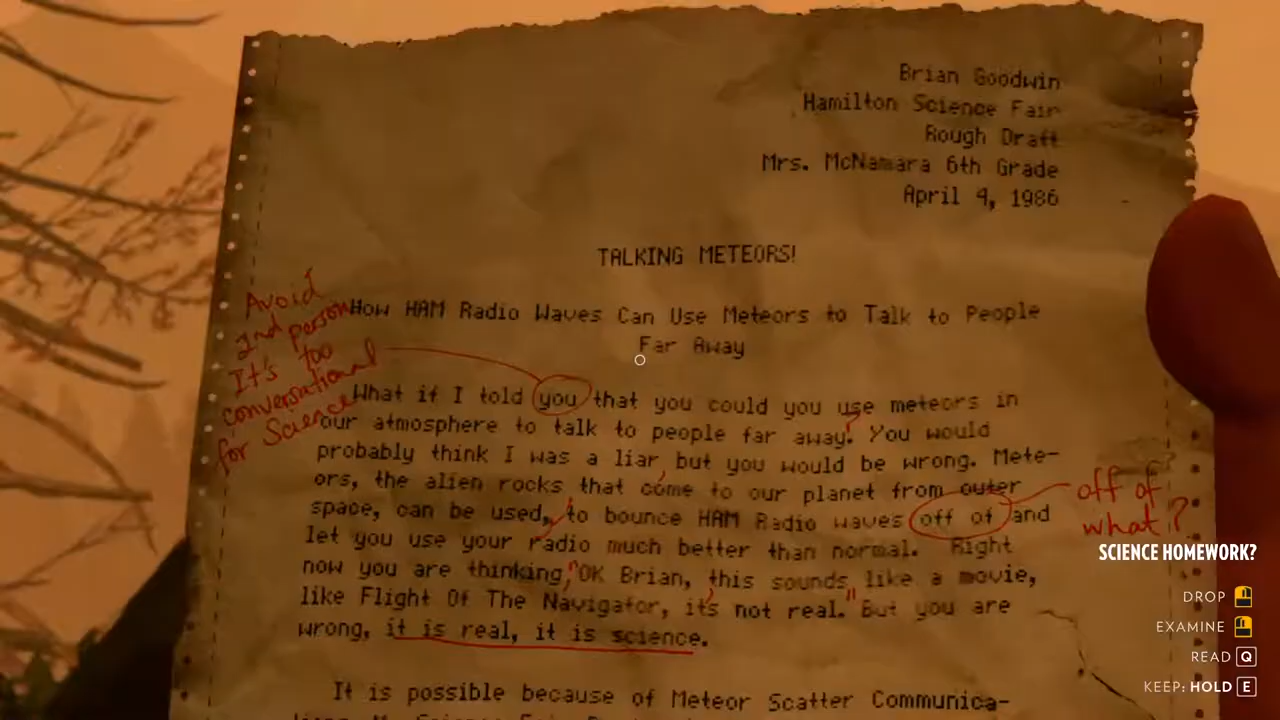 Brian Goodwin
Hamilton Science Fair
Rough Draft
Mrs. McNamara 6th Grade
April 4, 1986
TALKING METEORS!
How HAM Radio Waves Can Use Meteors to Talk to People
Far Away
Avoid
2nd person
It's too
conversational
for Science
What if I told you that you could you use meteors in
our atmosphere to talk to people far away? You would
probably think I was a liar, but you would be wrong. Mete-
ors, the alien rocks that come to our planet from outer
space, can be used, to bounce HAM Radio waves off of and
let you use your radio much better than normal. Right
now you are thinking, "OK Brian, this sounds like a movie,
like Flight Of The Navigator, it's not real." But you are
wrong, it is real, it is science.
off of
what?
It is possible because of Meteor Scatter Communica-
SCIENCE HOMEWORK?
DROP
EXAMINE
READ Q
KEEP: HOLD E